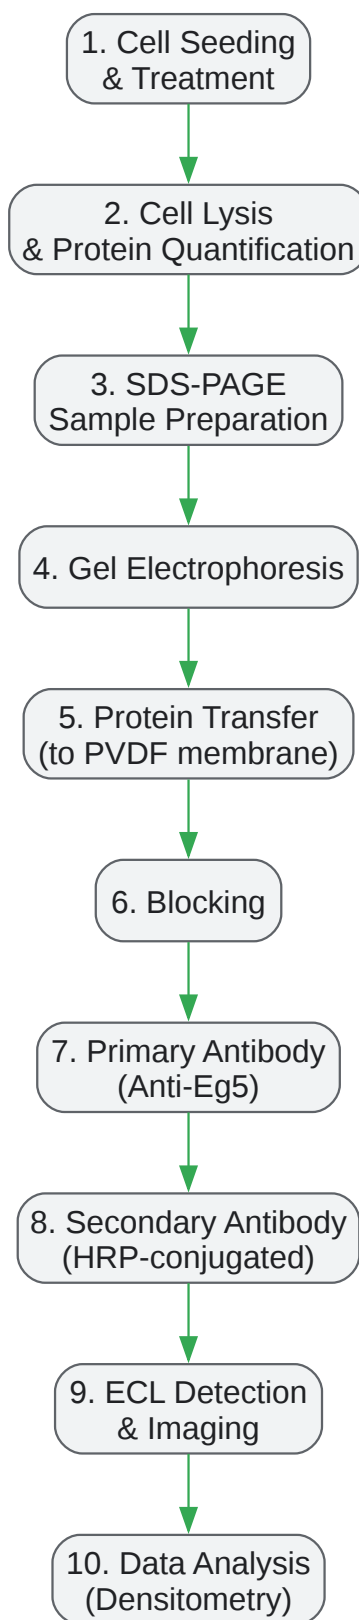 1. Cell Seeding
& Treatment
2. Cell Lysis
& Protein Quantification
3. SDS-PAGE
Sample Preparation
4. Gel Electrophoresis
5. Protein Transfer
(to PVDF membrane)
6. Blocking
7. Primary Antibody
(Anti-Eg5)
8. Secondary Antibody
(HRP-conjugated)
9. ECL Detection
& Imaging
10. Data Analysis
(Densitometry)